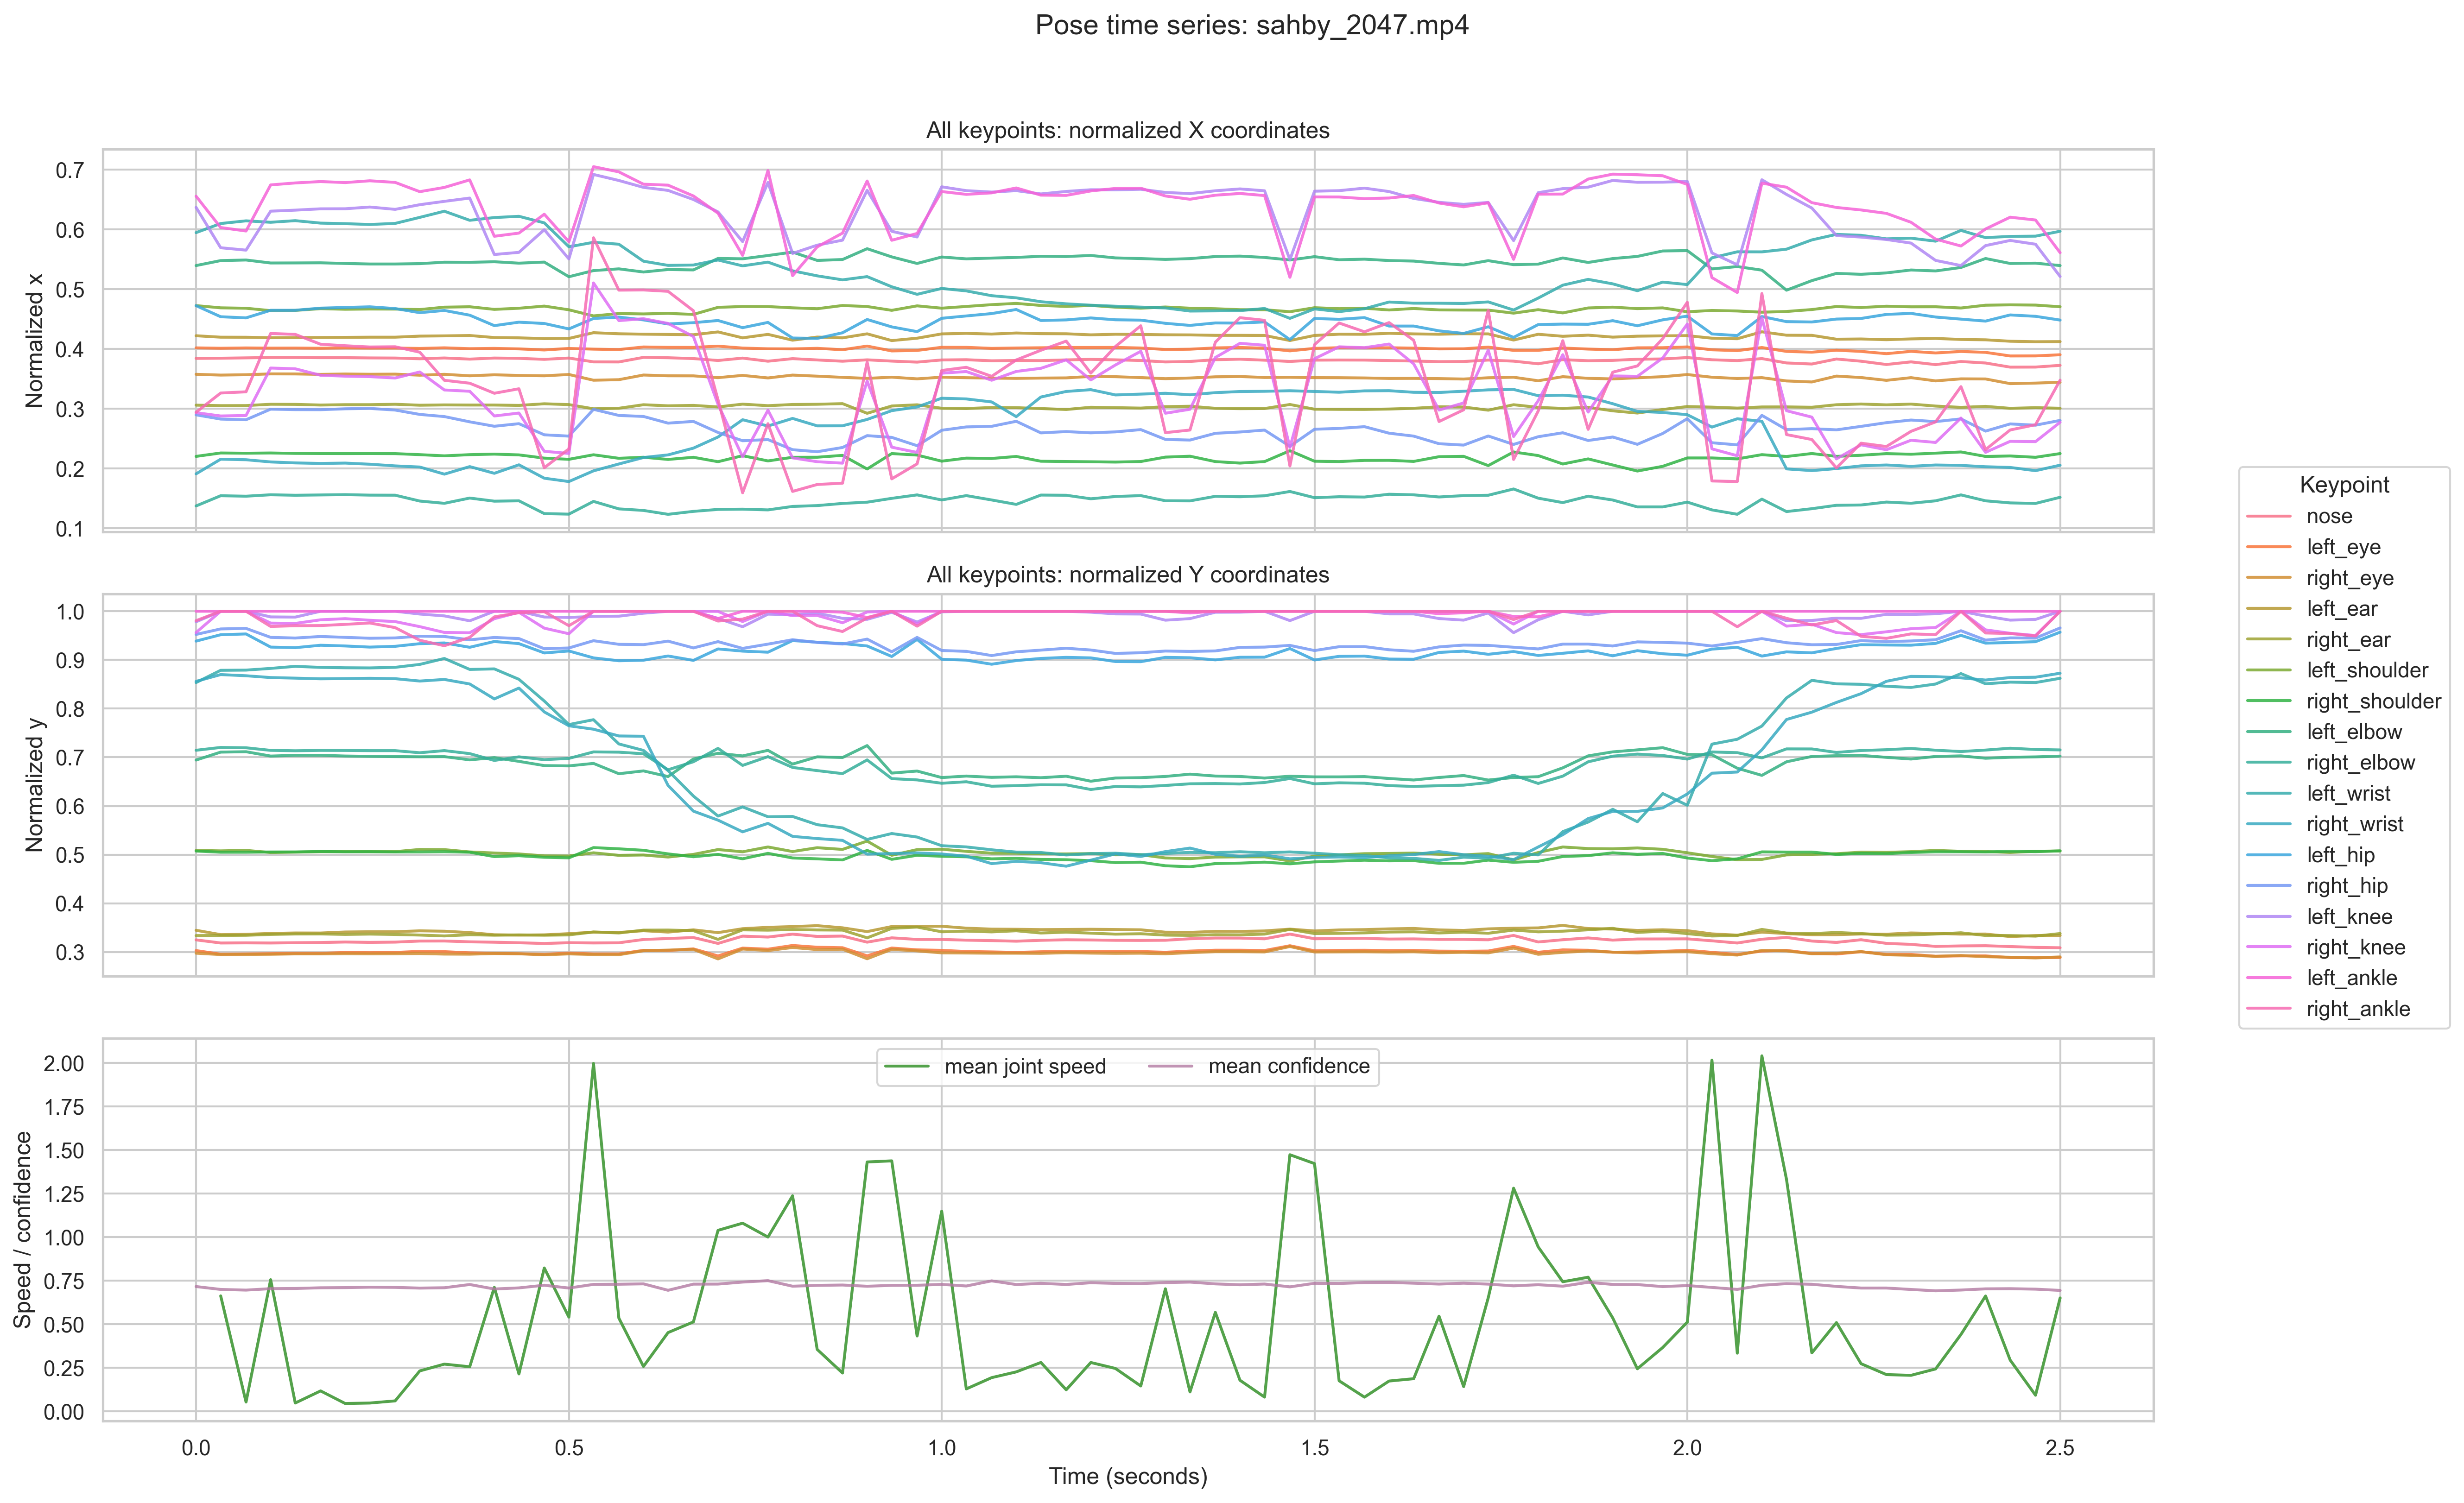 Pose time series: sahby_2047.mp4
All keypoints: normalized X coordinates
Normalized x
0.7
0.6
0.5
0.4
0.3
0.2
0.1
All keypoints: normalized Y coordinates
Normalized y
1.0
0.9
0.8
0.7
0.6
0.5
0.4
0.3
Keypoint
nose
left_eye
right_eye
left_ear
right_ear
left_shoulder
right_shoulder
left_elbow
right_elbow
left_wrist
right_wrist
left_hip
right_hip
left_knee
right_knee
left_ankle
right_ankle
mean joint speed mean confidence
Speed / confidence
2.00
1.75
1.50
1.25
1.00
0.75
0.50
0.25
0.00
0.0 0.5 1.0 1.5 2.0 2.5
Time (seconds)